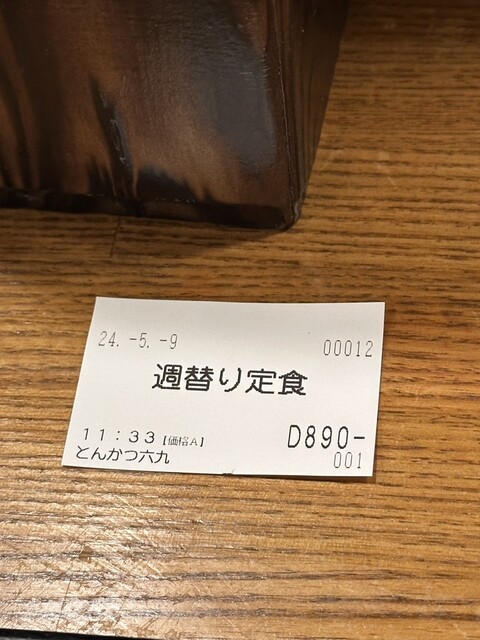 24. -5. -9 00012
週替り定食
11：33【価格A】 D890-
とんかつ六九 001